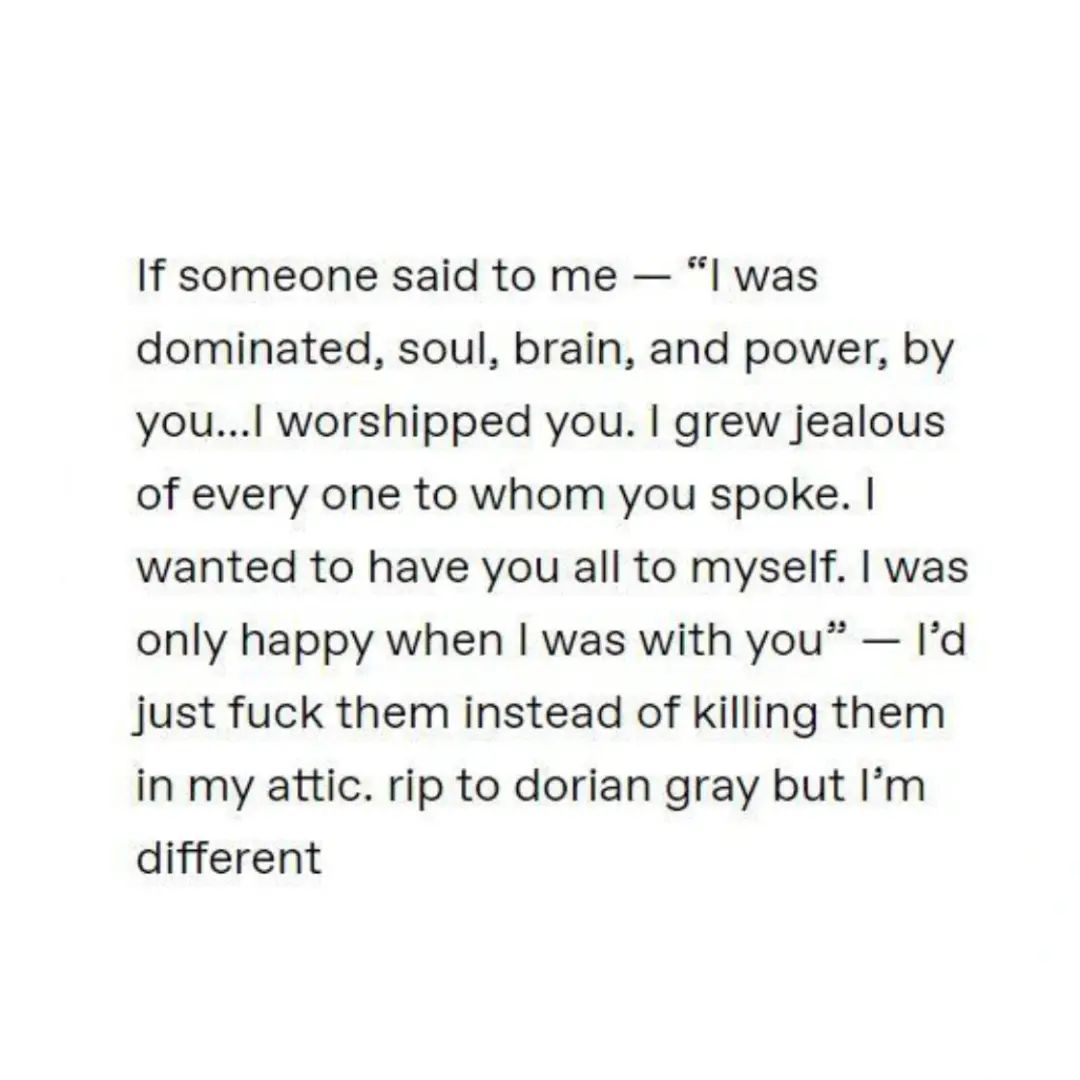 If someone said to me — “I was
dominated, soul, brain, and power, by
you...I worshipped you. I grew jealous
of every one to whom you spoke. I
wanted to have you all to myself. I was
only happy when I was with you” — I’d
just fuck them instead of killing them
in my attic. rip to dorian gray but I’m
different